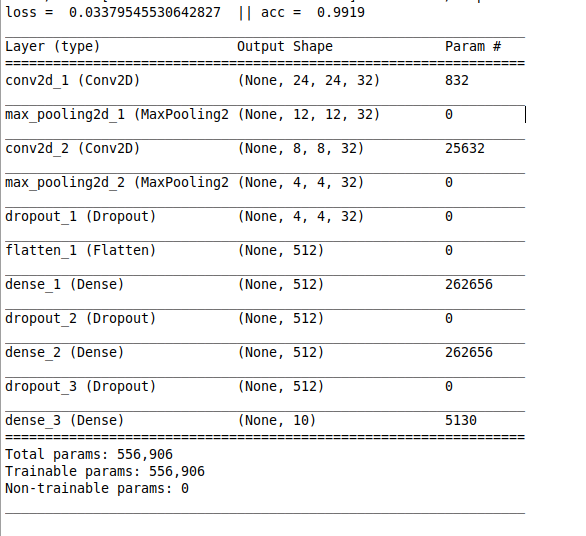 loss =  0.03379545530642827  || acc =  0.9919
Layer (type)                 Output Shape              Param #
=================================================================
conv2d_1 (Conv2D)            (None, 24, 24, 32)        832
max_pooling2d_1 (MaxPooling2 (None, 12, 12, 32)        0
conv2d_2 (Conv2D)            (None, 8, 8, 32)          25632
max_pooling2d_2 (MaxPooling2 (None, 4, 4, 32)          0
dropout_1 (Dropout)          (None, 4, 4, 32)          0
flatten_1 (Flatten)          (None, 512)               0
dense_1 (Dense)              (None, 512)               262656
dropout_2 (Dropout)          (None, 512)               0
dense_2 (Dense)              (None, 512)               262656
dropout_3 (Dropout)          (None, 512)               0
dense_3 (Dense)              (None, 10)                5130
=================================================================
Total params: 556,906
Trainable params: 556,906
Non-trainable params: 0